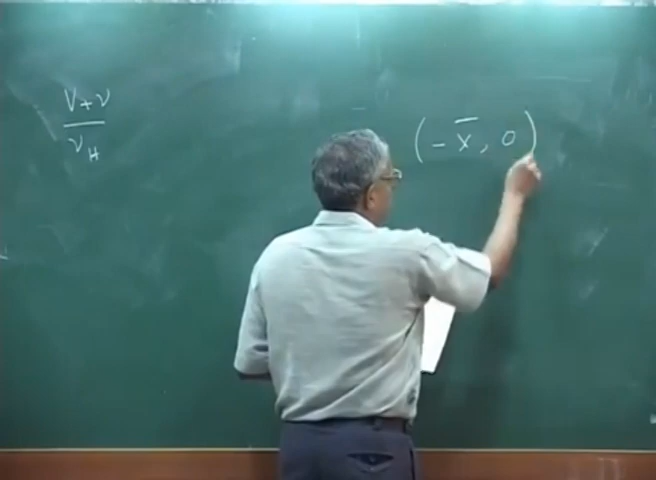 V + ν
ν_H
(-x̄, 0)